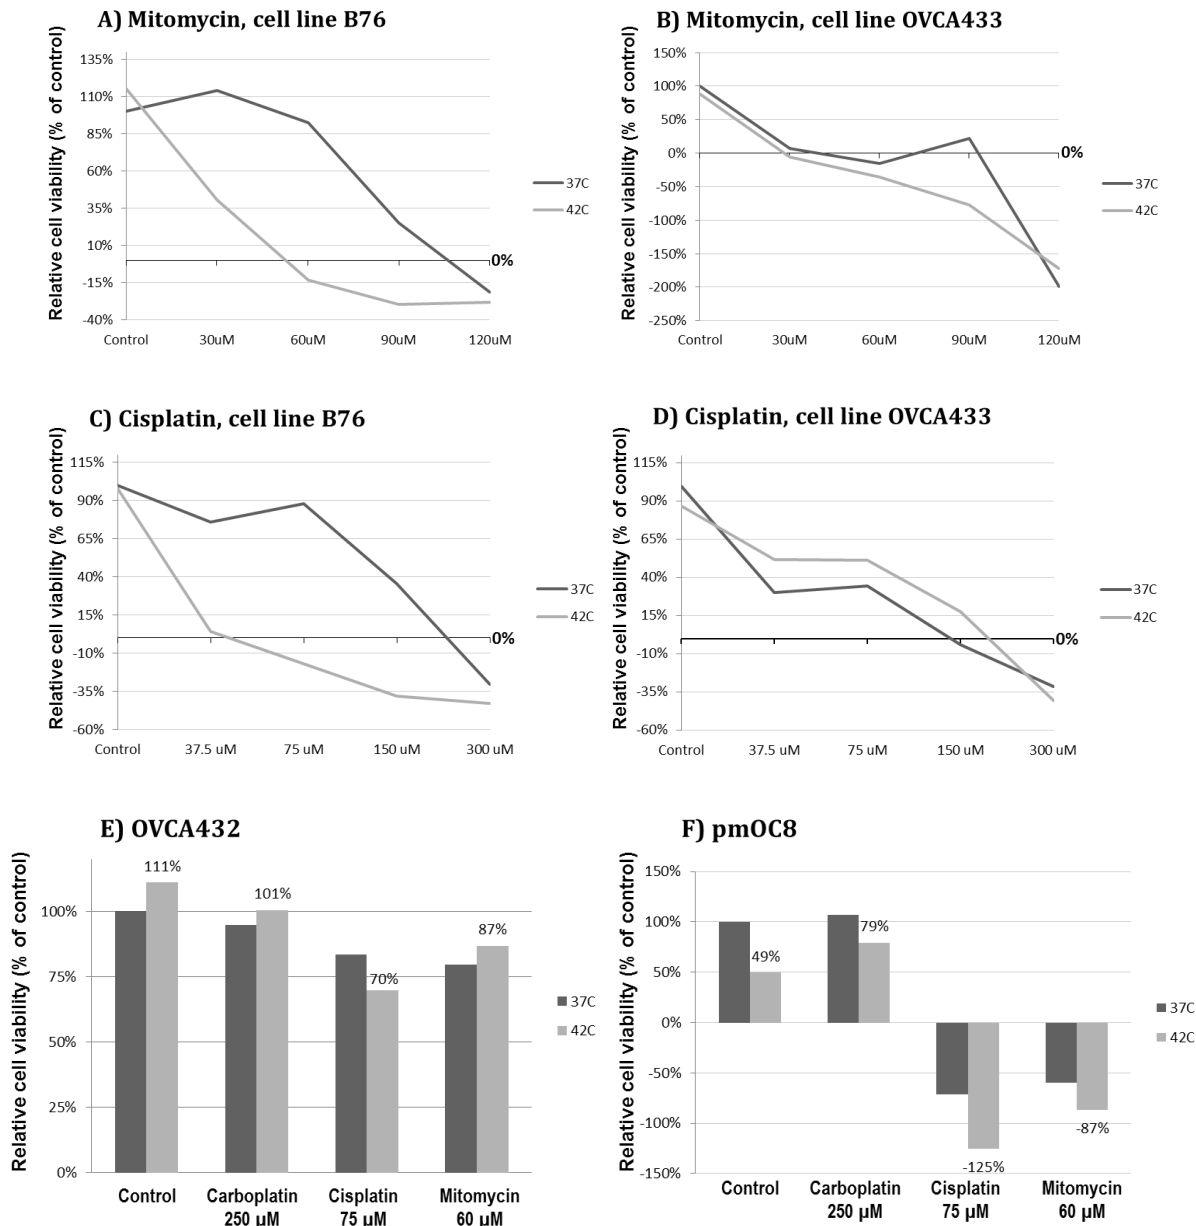 A) Mitomycin, cell line B76
Relative cell viability (% of control)
135%
110%
85%
60%
35%
10%
-15%
-40%
0%
Control 30uM 60uM 90uM 120uM
37C
42C
B) Mitomycin, cell line OVCA433
Relative cell viability (% of control)
150%
100%
50%
0%
-50%
-100%
-150%
-200%
-250%
0%
Control 30uM 60uM 90uM 120uM
37C
42C
C) Cisplatin, cell line B76
Relative cell viability (% of control)
115%
90%
65%
40%
15%
-10%
-35%
-60%
0%
Control 37.5 uM 75 uM 150 uM 300 uM
37C
42C
D) Cisplatin, cell line OVCA433
Relative cell viability (% of control)
115%
90%
65%
40%
15%
-10%
-35%
-60%
0%
Control 37.5 uM 75 uM 150 uM 300 uM
37C
42C
E) OVCA432
Relative cell viability (% of control)
100%
75%
50%
25%
0%
111%
101%
70%
87%
Control Carboplatin Cisplatin Mitomycin
250 µM 75 µM 60 µM
37C
42C
F) pmOC8
Relative cell viability (% of control)
150%
100%
50%
0%
-50%
-100%
-150%
49%
79%
-125%
-87%
Control Carboplatin Cisplatin Mitomycin
250 µM 75 µM 60 µM
37C
42C